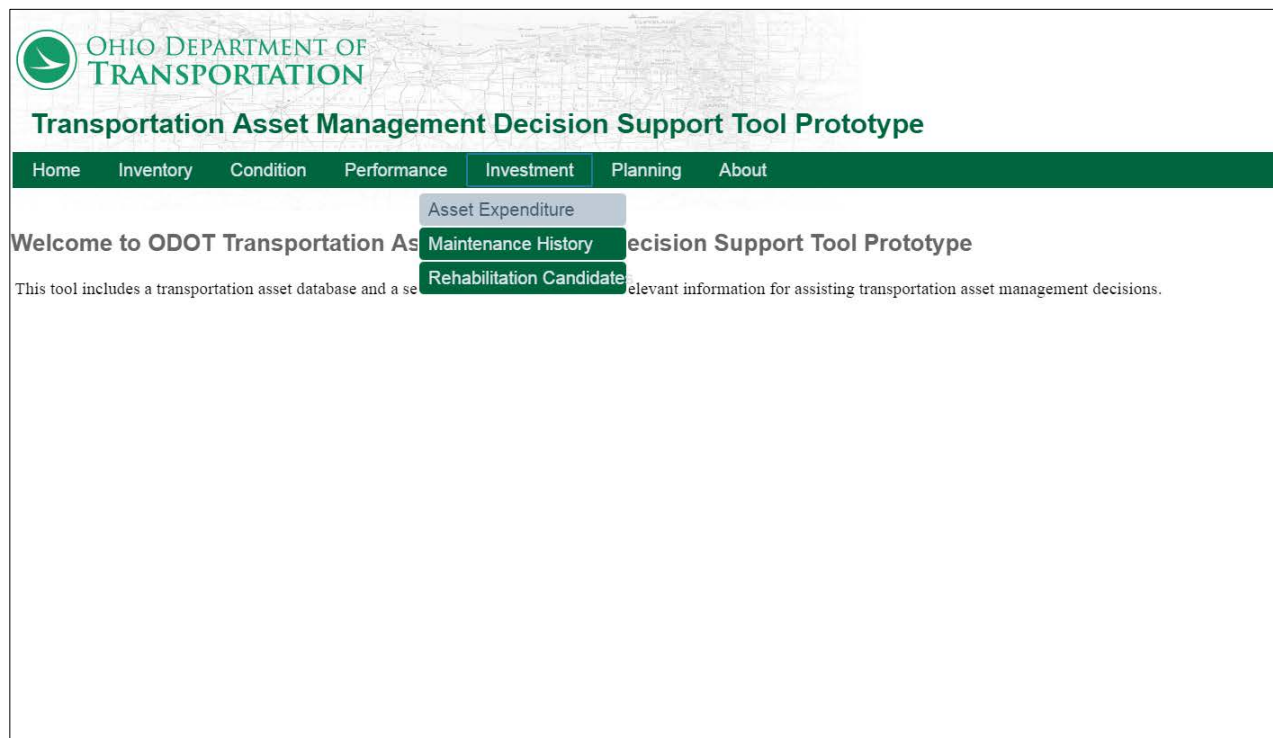 OHIO DEPARTMENT OF
TRANSPORTATION
Transportation Asset Management Decision Support Tool Prototype
Home Inventory Condition Performance Investment Planning About
Asset Expenditure
Maintenance History
Rehabilitation Candidates
Welcome to ODOT Transportation As ecision Support Tool Prototype
This tool includes a transportation asset database and a se elevant information for assisting transportation asset management decisions.